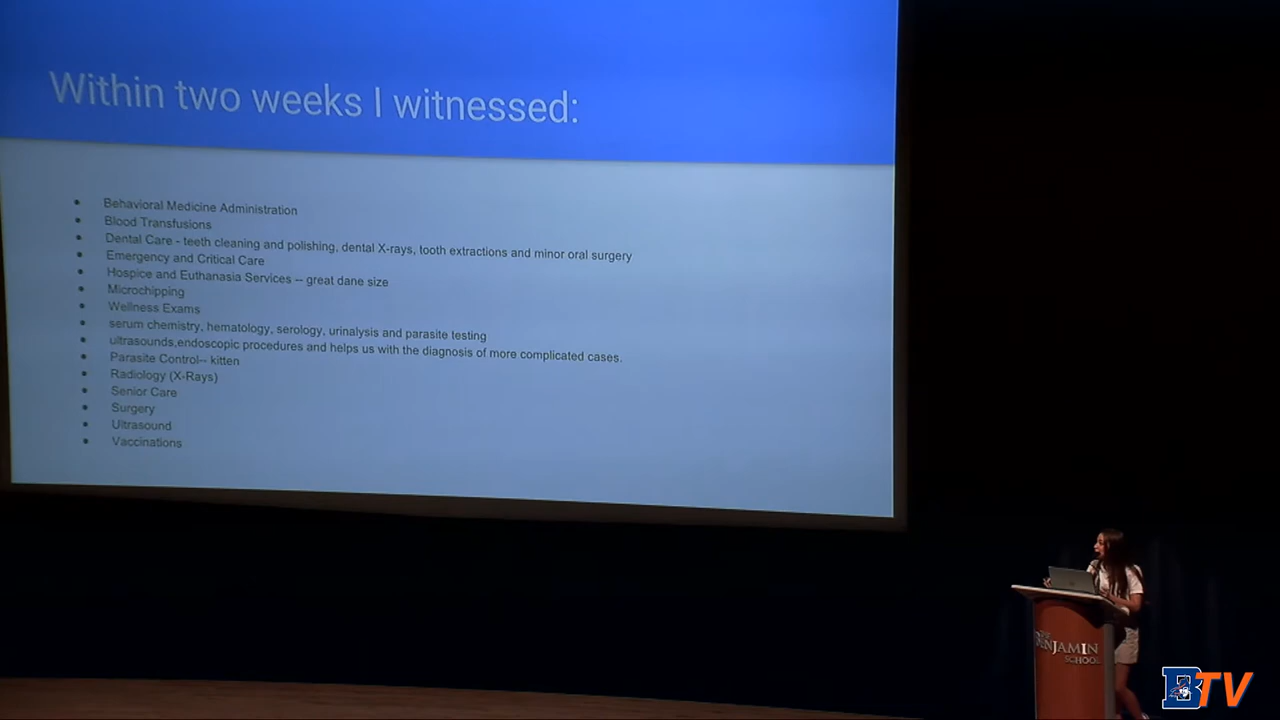 Within two weeks I witnessed:
• Behavioral Medicine Administration
• Blood Transfusions
• Dental Care - teeth cleaning and polishing, dental X-rays, tooth extractions and minor oral surgery
• Emergency and Critical Care
• Hospice and Euthanasia Services -- great dane size
• Microchipping
• Wellness Exams
• serum chemistry, hematology, serology, urinalysis and parasite testing
• ultrasounds,endoscopic procedures and helps us with the diagnosis of more complicated cases.
• Parasite Control-- kitten
• Radiology (X-Rays)
• Senior Care
• Surgery
• Ultrasound
• Vaccinations
THE
BENJAMIN
SCHOOL
BTV